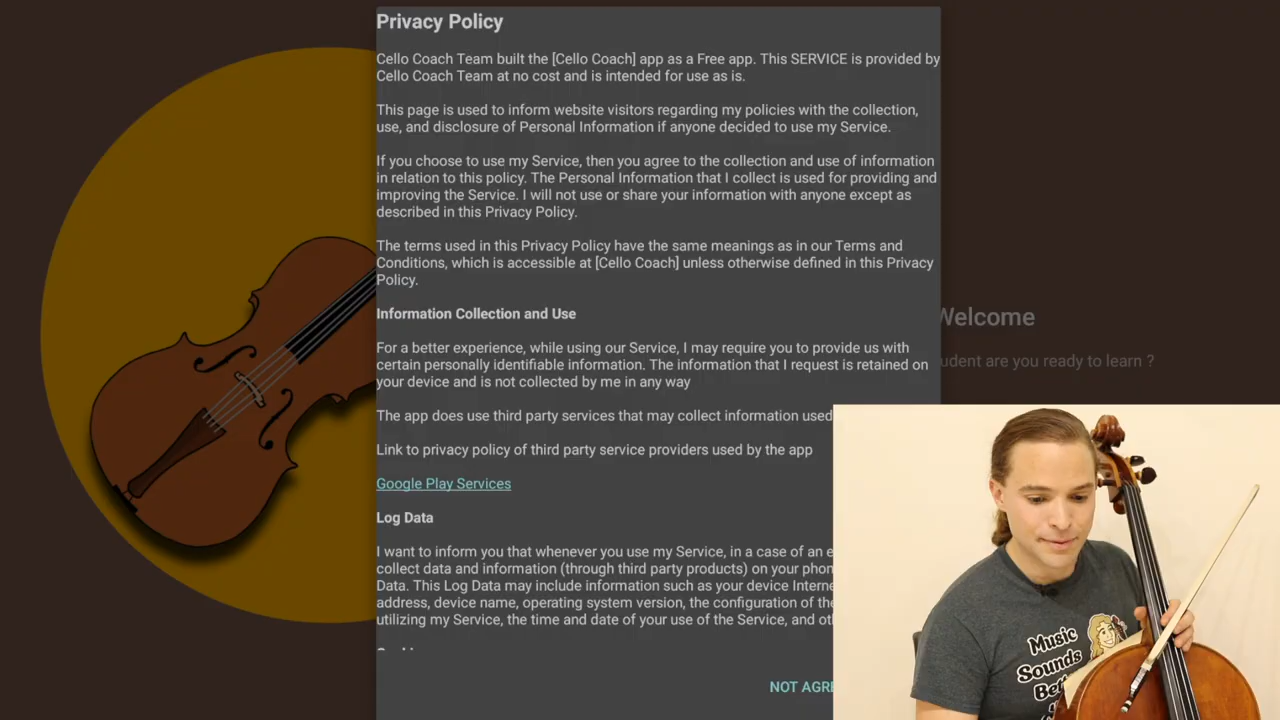 Privacy Policy
Cello Coach Team built the [Cello Coach] app as a Free app. This SERVICE is provided by
Cello Coach Team at no cost and is intended for use as is.
This page is used to inform website visitors regarding my policies with the collection,
use, and disclosure of Personal Information if anyone decided to use my Service.
If you choose to use my Service, then you agree to the collection and use of information
in relation to this policy. The Personal Information that I collect is used for providing and
improving the Service. I will not use or share your information with anyone except as
described in this Privacy Policy.
The terms used in this Privacy Policy have the same meanings as in our Terms and
Conditions, which is accessible at [Cello Coach] unless otherwise defined in this Privacy
Policy.
Information Collection and Use
For a better experience, while using our Service, I may require you to provide us with
certain personally identifiable information. The information that I request is retained on
your device and is not collected by me in any way
The app does use third party services that may collect information used
Link to privacy policy of third party service providers used by the app
Google Play Services
Log Data
I want to inform you that whenever you use my Service, in a case of an
collect data and information (through third party products) on your
Data. This Log Data may include information such as your device
address, device name, operating system version, the configuration of the
utilizing my Service, the time and date of your use of the Service, and
NOT
Welcome
are you ready to learn ?
Music
Sounds